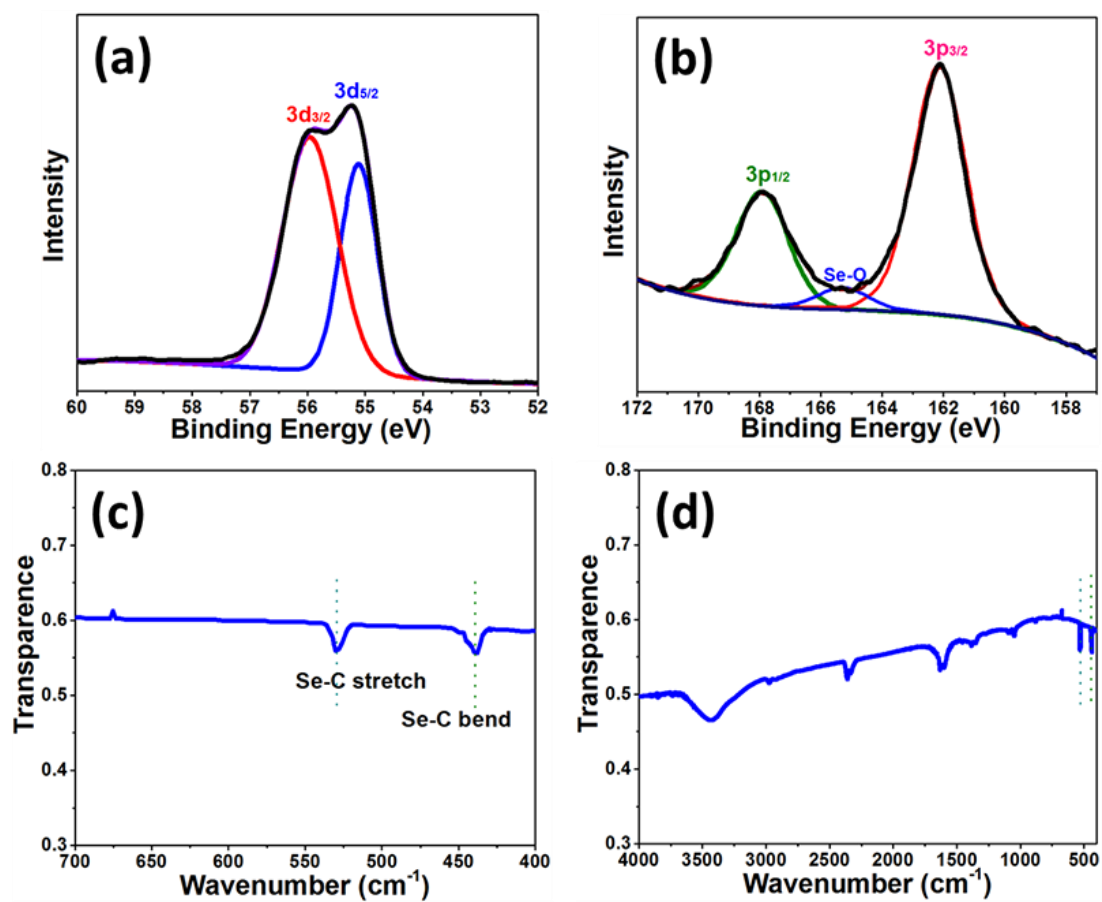 (a)
3d3/2
3d5/2
Intensity
60 59 58 57 56 55 54 53 52
Binding Energy (eV)
(b)
3p3/2
3p1/2
Se-O
Intensity
172 170 168 166 164 162 160 158
Binding Energy (eV)
(c)
0.8
0.7
0.6
0.5
0.4
0.3
Transparence
Se-C stretch
Se-C bend
700 650 600 550 500 450 400
Wavenumber (cm-1)
(d)
0.8
0.7
0.6
0.5
0.4
0.3
Transparence
4000 3500 3000 2500 2000 1500 1000 500
Wavenumber (cm-1)